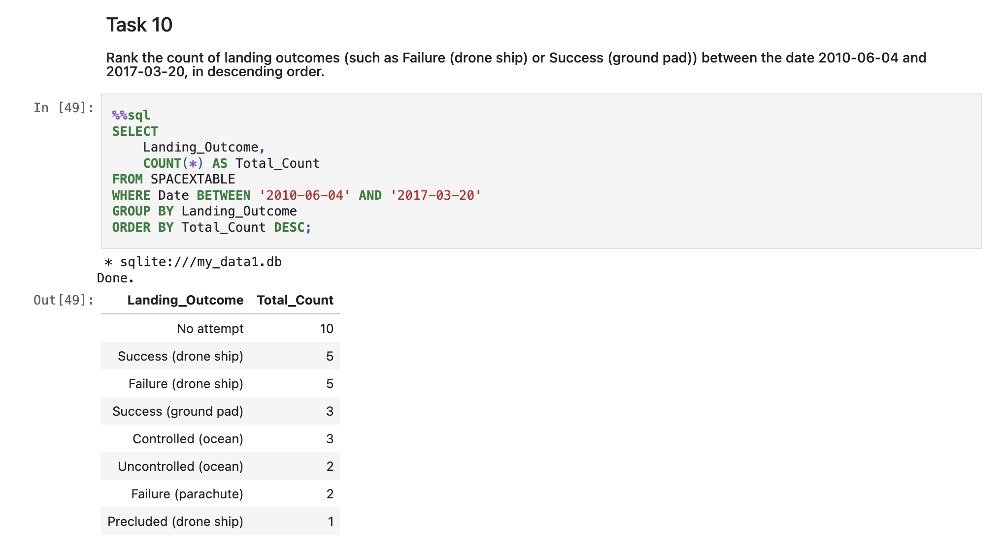 Task 10
Rank the count of landing outcomes (such as Failure (drone ship) or Success (ground pad)) between the date 2010-06-04 and
2017-03-20, in descending order.
In [49]:
%%sql
SELECT
    Landing_Outcome,
    COUNT(*) AS Total_Count
FROM SPACEXTABLE
WHERE Date BETWEEN '2010-06-04' AND '2017-03-20'
GROUP BY Landing_Outcome
ORDER BY Total_Count DESC;
* sqlite:///my_data1.db
Done.
Out[49]:
Landing_Outcome Total_Count
No attempt 10
Success (drone ship) 5
Failure (drone ship) 5
Success (ground pad) 3
Controlled (ocean) 3
Uncontrolled (ocean) 2
Failure (parachute) 2
Precluded (drone ship) 1